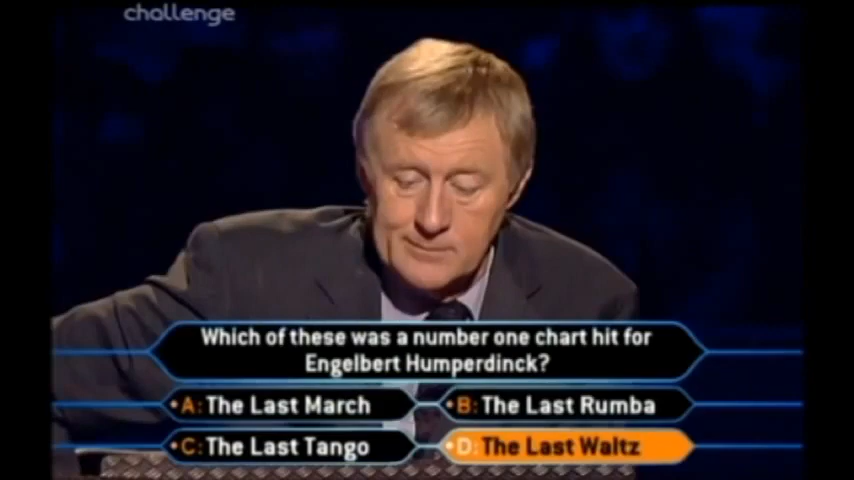 challenge
Which of these was a number one chart hit for
Engelbert Humperdinck?
A: The Last March
B: The Last Rumba
C: The Last Tango
D: The Last Waltz